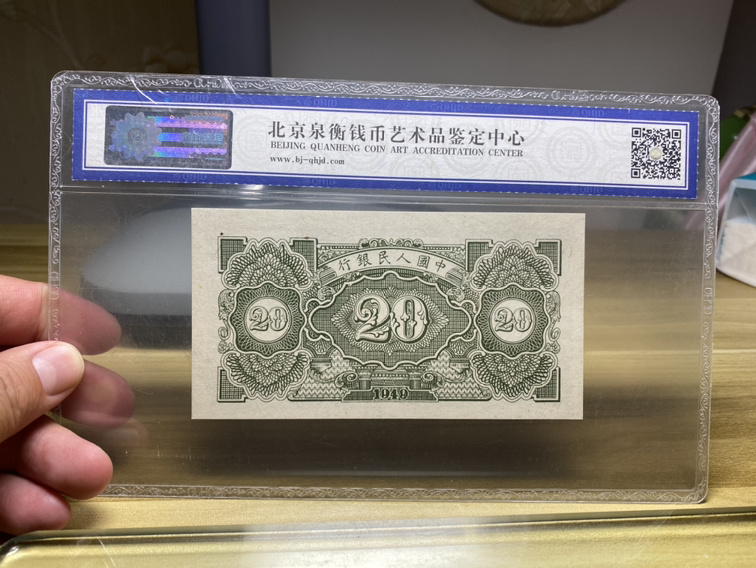 北京泉衡钱币艺术品鉴定中心
BEIJING QUANHENG COIN ART ACCREDITATION CENTER
www.bj-qhjd.com
行銀民人國中
20 20 20
1949